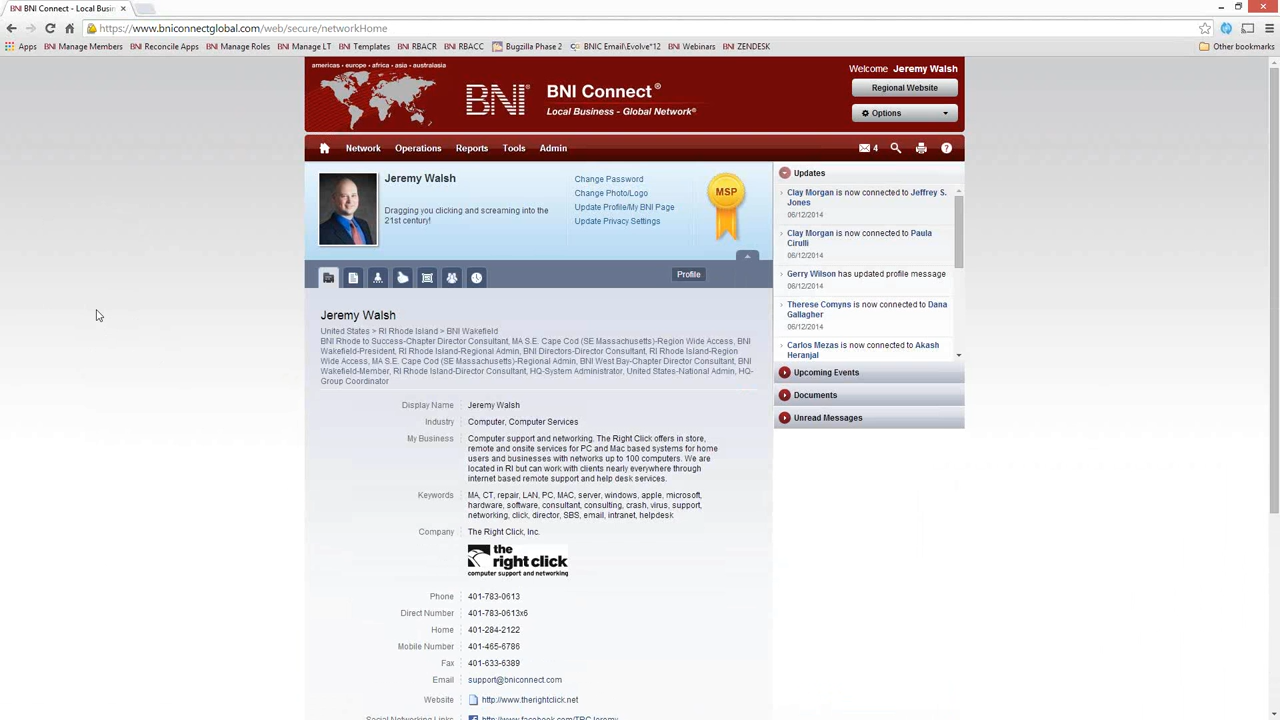 BNI Connect - Local Busin
https://www.bniconnectglobal.com/web/secure/networkHome
Apps
BNI Manage Members
BNI Reconcile Apps
BNI Manage Roles
BNI Manage LT
BNI Templates
BNI RBACR
BNI RBACC
Bugzilla Phase 2
BNIC Email\Evolve*12
BNI Webinars
BNI ZENDESK
Other bookmarks
americas - europe - africa - asia - australasia
BNI®
BNI Connect®
Local Business - Global Network®
Welcome Jeremy Walsh
Regional Website
Options
Network
Operations
Reports
Tools
Admin
4
?
Jeremy Walsh
Dragging you clicking and screaming into the
21st century!
Change Password
Change Photo/Logo
Update Profile/My BNI Page
Update Privacy Settings
MSP
Profile
Jeremy Walsh
United States > RI Rhode Island > BNI Wakefield
BNI Rhode to Success-Chapter Director Consultant, MA S.E. Cape Cod (SE Massachusetts)-Region Wide Access, BNI
Wakefield-President, RI Rhode Island-Regional Admin, BNI Directors-Director Consultant, RI Rhode Island-Region
Wide Access, MA S.E. Cape Cod (SE Massachusetts)-Regional Admin, BNI West Bay-Chapter Director Consultant, BNI
Wakefield-Member, RI Rhode Island-Director Consultant, HQ-System Administrator, United States-National Admin, HQ-
Group Coordinator
Display Name Jeremy Walsh
Industry Computer, Computer Services
My Business Computer support and networking. The Right Click offers in store,
remote and onsite services for PC and Mac based systems for home
users and businesses with networks up to 100 computers. We are
located in RI but can work with clients nearly everywhere through
internet based remote support and help desk services.
Keywords MA, CT, repair, LAN, PC, MAC, server, windows, apple, microsoft,
hardware, software, consultant, consulting, crash, virus, support,
networking, click, director, SBS, email, intranet, helpdesk
Company The Right Click, Inc.
the
right click
computer support and networking
Phone 401-783-0613
Direct Number 401-783-0613x6
Home 401-284-2122
Mobile Number 401-465-6786
Fax 401-633-6389
Email support@bniconnect.com
Website http://www.therightclick.net
Social Networking Links http://www.facebook.com/TRCJeremy
Updates
Clay Morgan is now connected to Jeffrey S.
Jones
06/12/2014
Clay Morgan is now connected to Paula
Cirulli
06/12/2014
Gerry Wilson has updated profile message
06/12/2014
Therese Comyns is now connected to Dana
Gallagher
06/12/2014
Carlos Mezas is now connected to Akash
Heranjal
Upcoming Events
Documents
Unread Messages